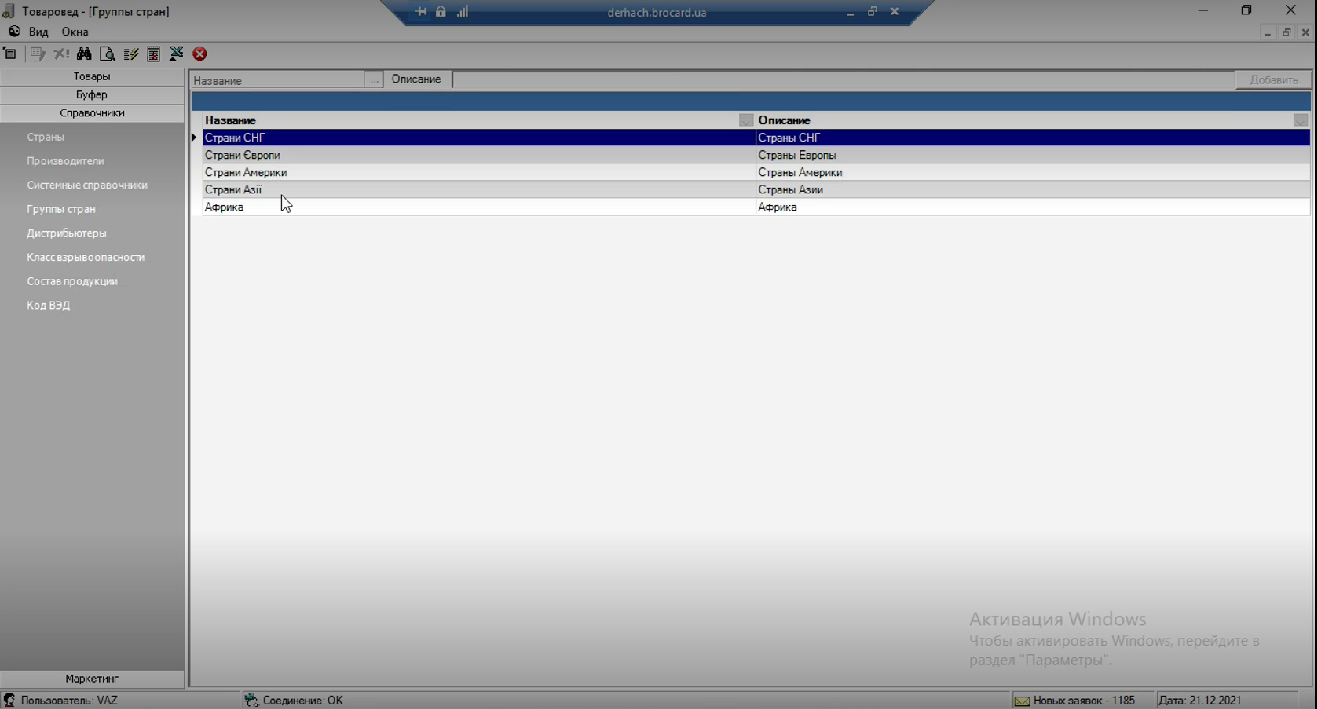 Товаровед - [Группы стран]
derhach.brocard.ua
Вид Окна
Товары
Буфер
Справочники
Страны
Производители
Системные справочники
Группы стран
Дистрибьютеры
Класс взрывоопасности
Состав продукции
Код ВЭД
Маркетинг
Название ... Описание Добавить
Название Описание
Страни СНГ Страны СНГ
Страни Європи Страны Европы
Страни Америки Страны Америки
Страни Азії Страны Азии
Африка Африка
Активация Windows
Чтобы активировать Windows, перейдите в
раздел "Параметры".
Пользователь: VAZ Соединение: OK Новых заявок - 1185 Дата: 21.12.2021